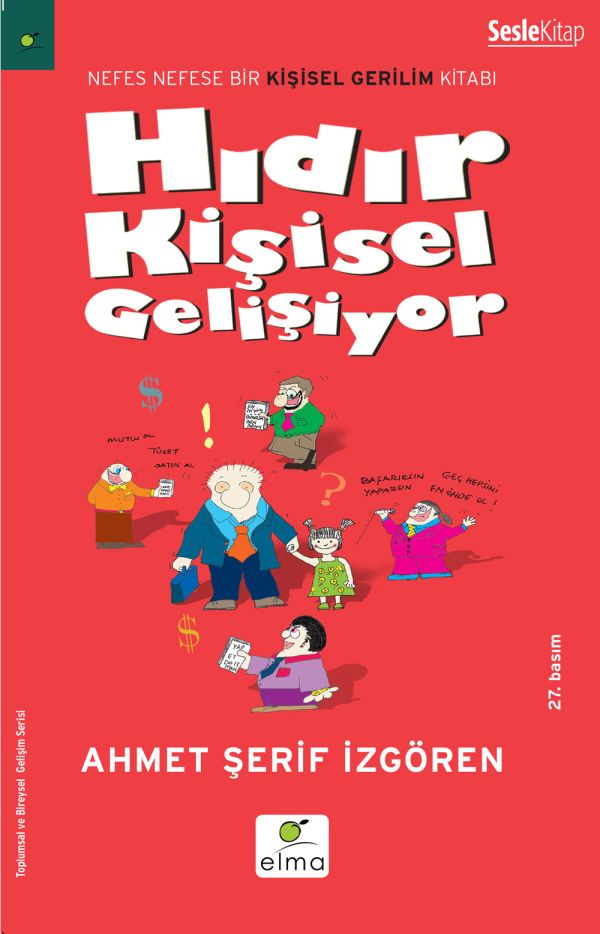 SesleKitap
NEFES NEFESE BİR KİŞİSEL GERİLİM KİTABI
Hıdır
Kişisel
Gelişiyor
$
!
MUTLU OL
TÜKET
SATIN AL
!!
?
BAŞARIRSIN
YAPARSIN
GEÇ HEPSİNİ
EN ÖNDE OL !
$
YAP
ET
27. basım
AHMET ŞERİF İZGÖREN
Toplumsal ve Bireysel Gelişim Serisi
elma